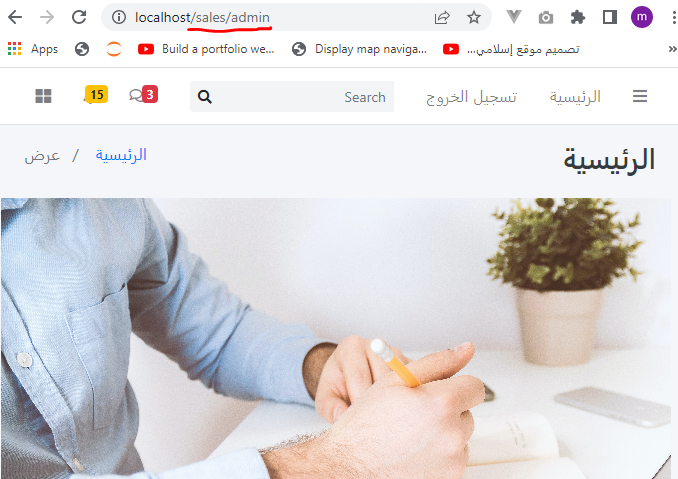 localhost/sales/admin
m
Apps
Build a portfolio we...
Display map naviga...
تصميم موقع إسلامي...
»
15
3
Search
تسجيل الخروج
الرئيسية
الرئيسية / عرض
الرئيسية